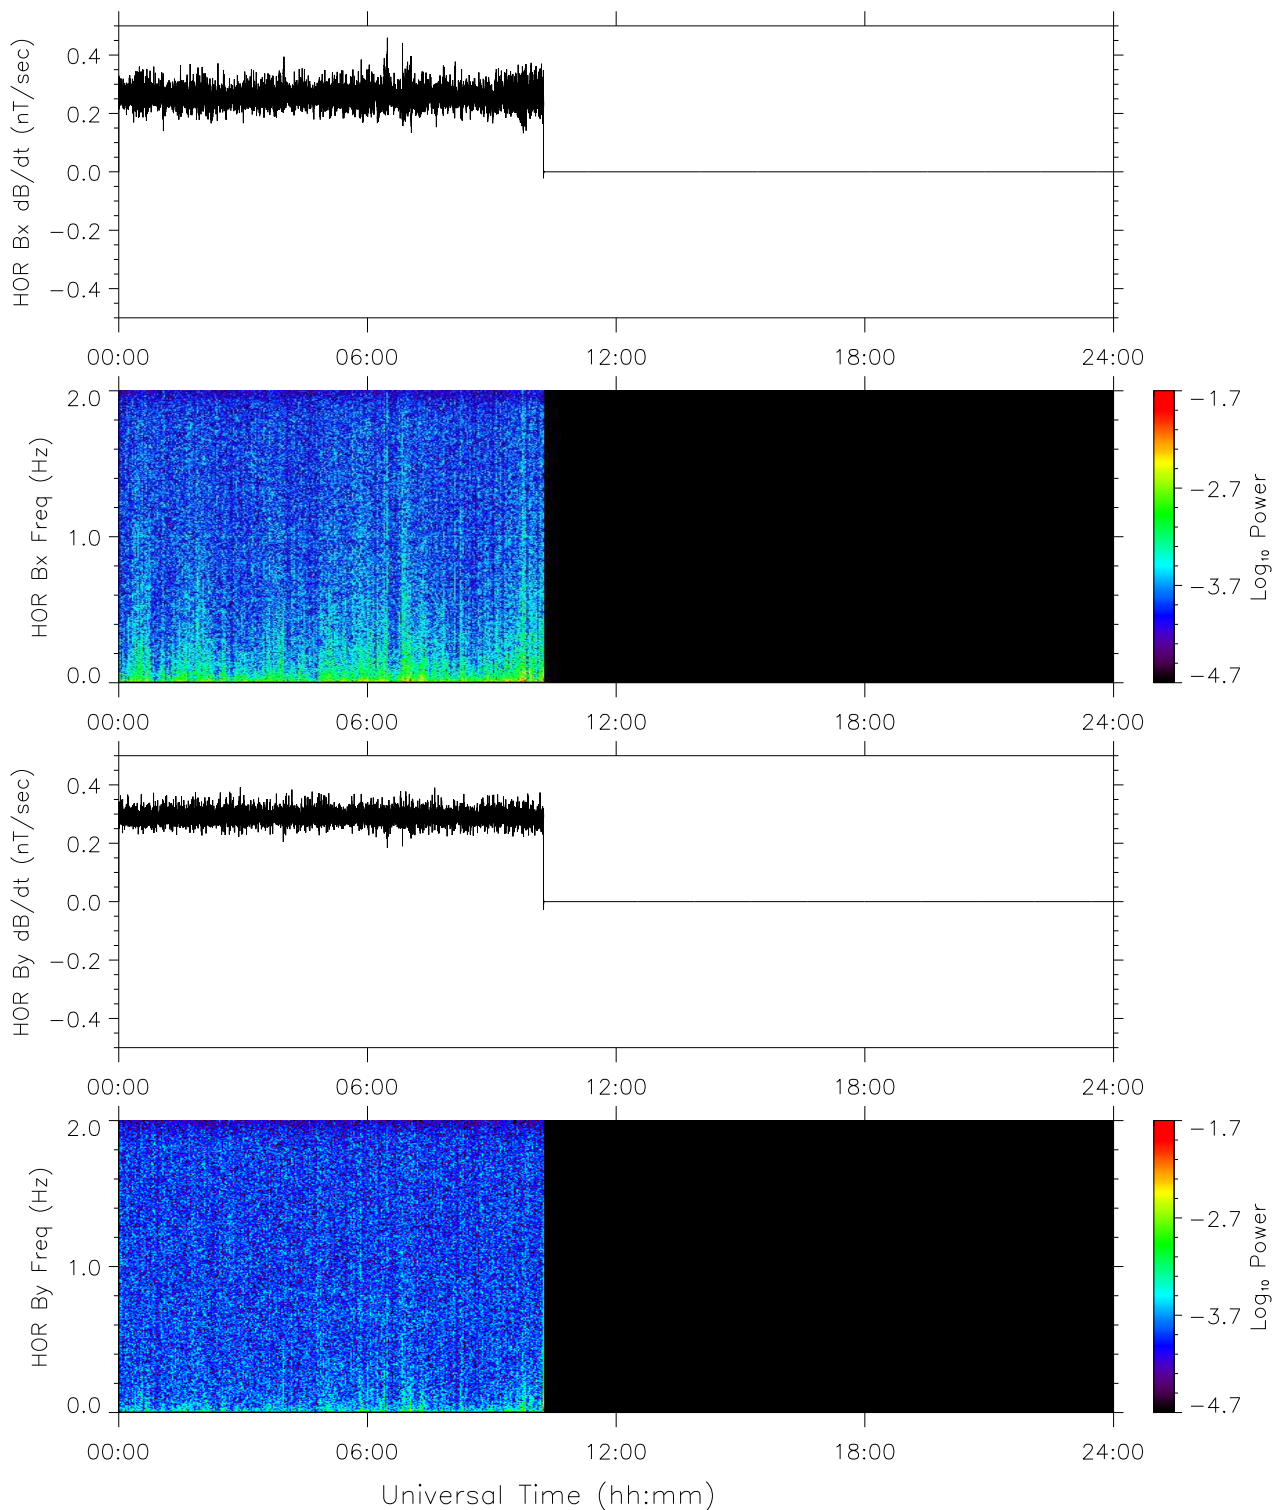 HOR Bx dB/dt (nT/sec)
0.4
0.2
0.0
−0.2
−0.4
00:00 06:00 12:00 18:00 24:00
HOR Bx Freq (Hz)
2.0
1.0
0.0
00:00 06:00 12:00 18:00 24:00
−1.7
−2.7
−3.7
−4.7
Log₁₀ Power
HOR By dB/dt (nT/sec)
0.4
0.2
0.0
−0.2
−0.4
00:00 06:00 12:00 18:00 24:00
HOR By Freq (Hz)
2.0
1.0
0.0
00:00 06:00 12:00 18:00 24:00
−1.7
−2.7
−3.7
−4.7
Log₁₀ Power
Universal Time (hh:mm)